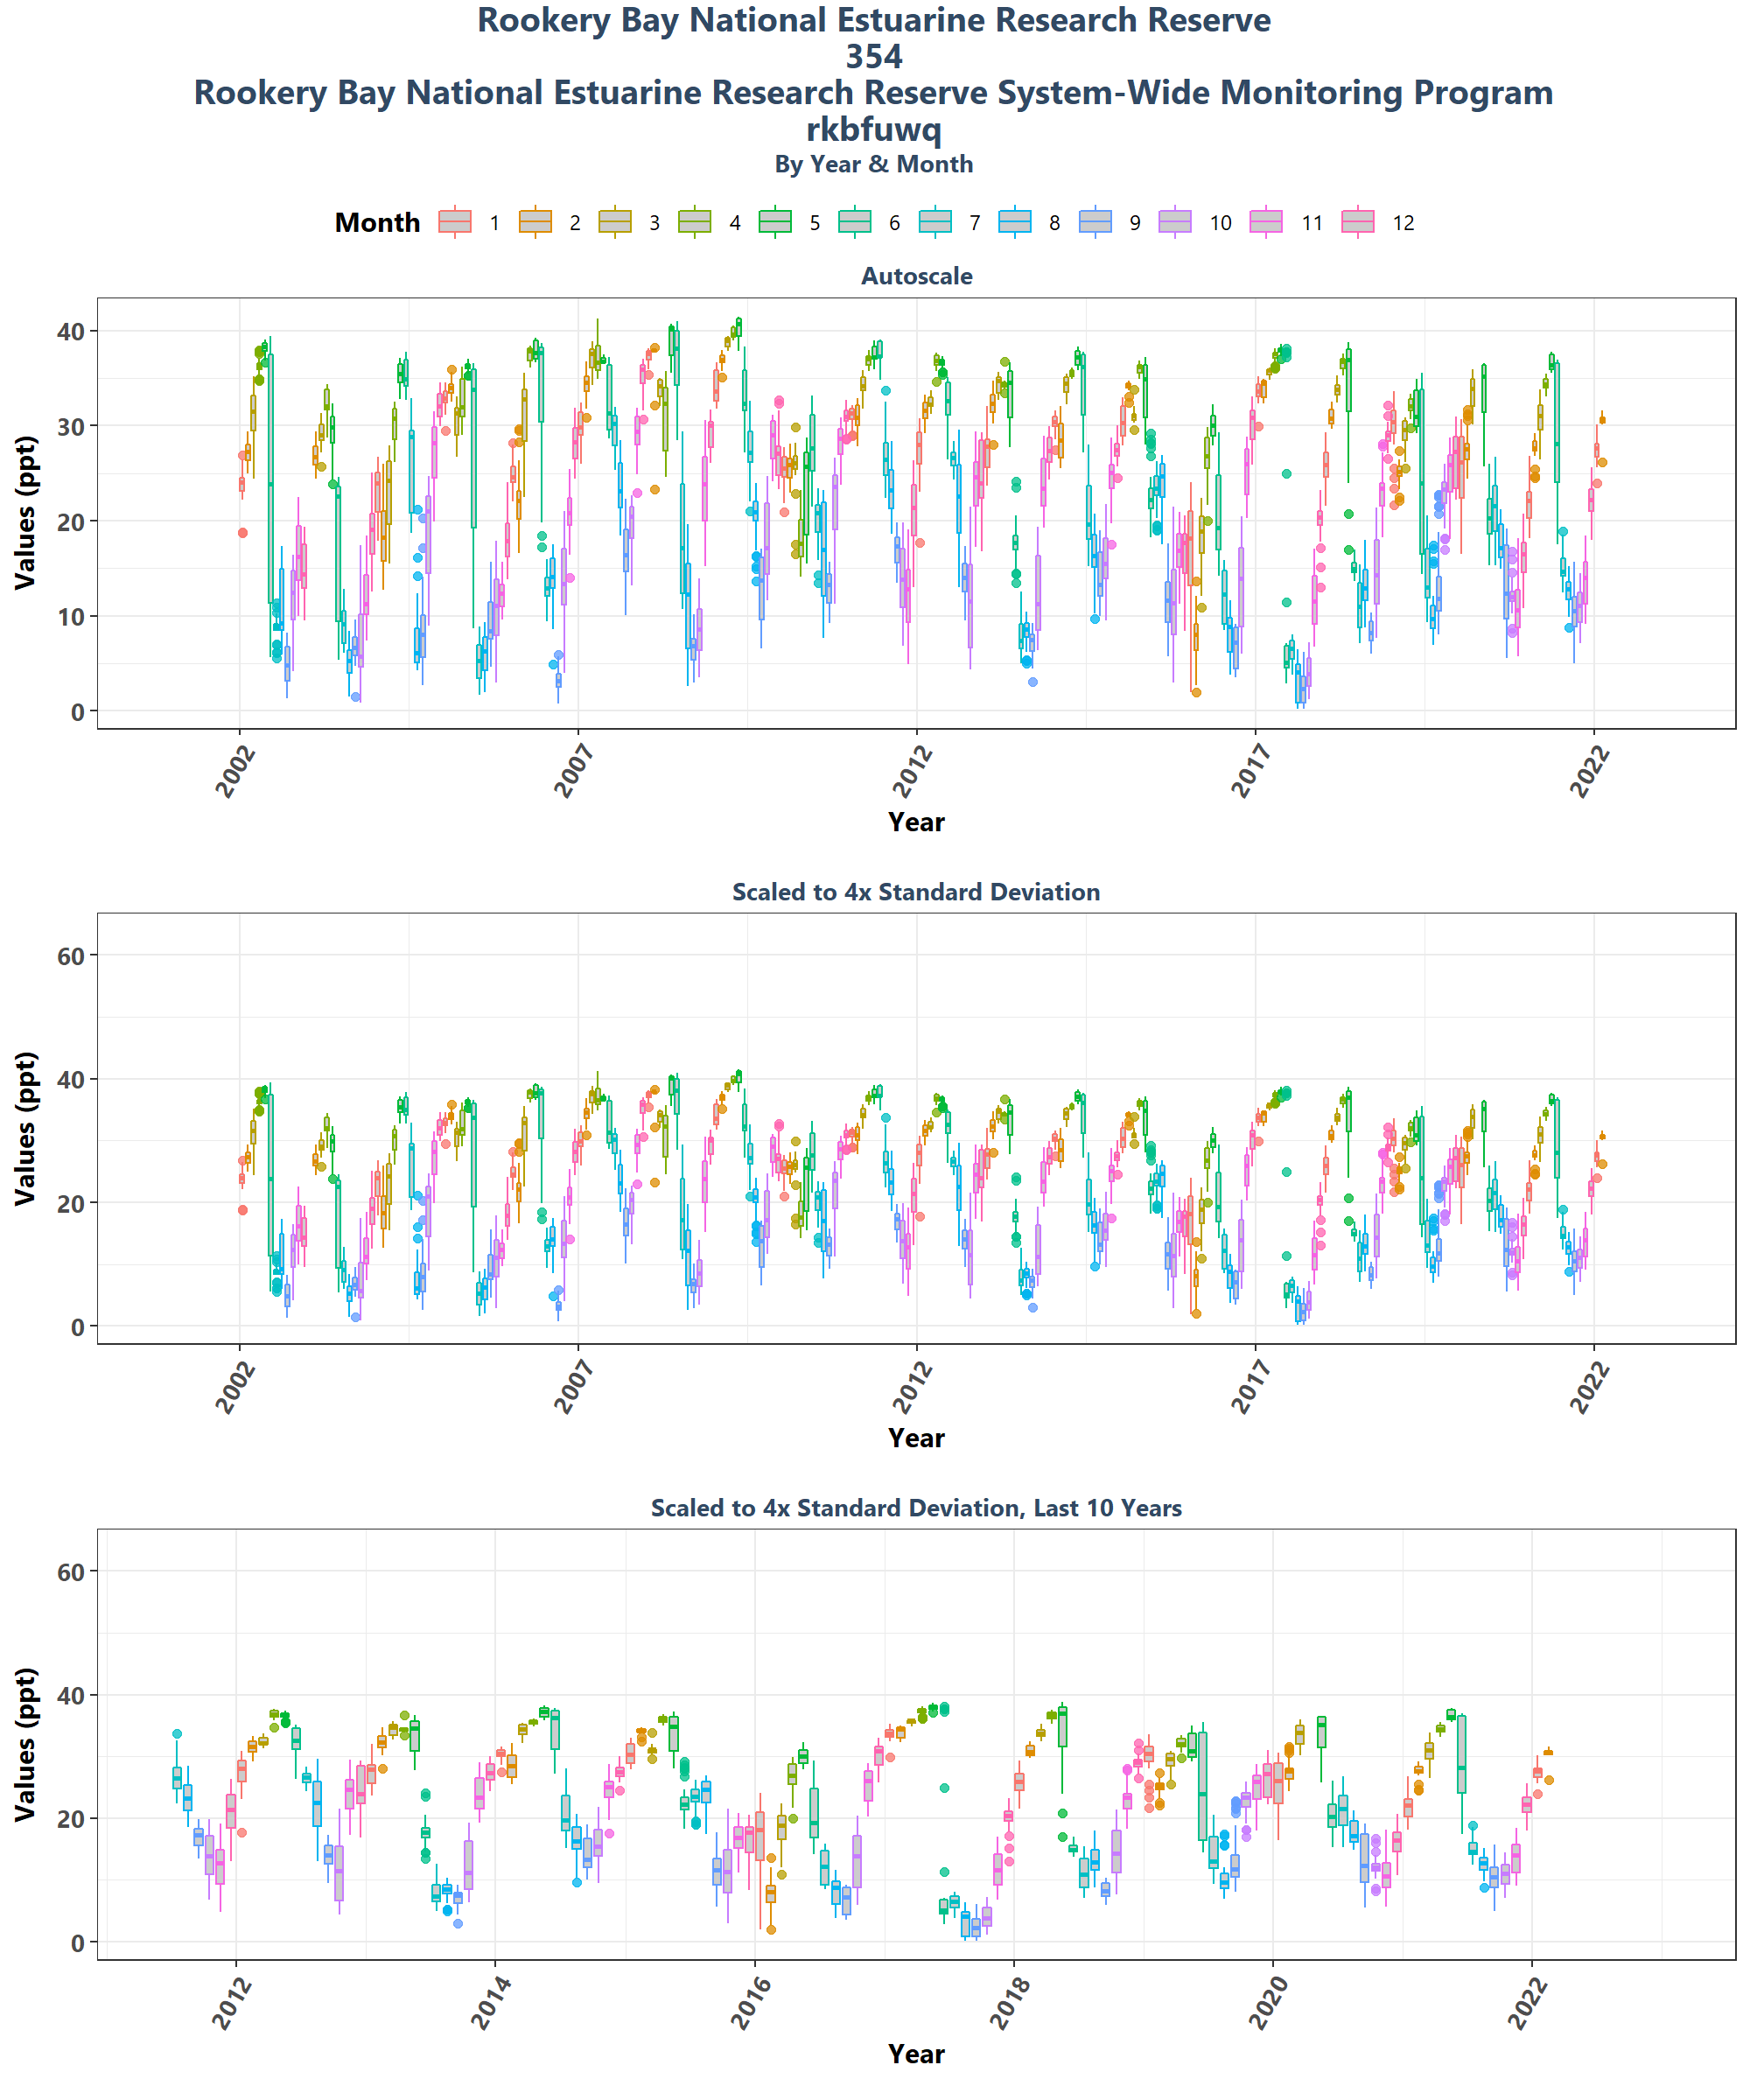 Rookery Bay National Estuarine Research Reserve
354
Rookery Bay National Estuarine Research Reserve System-Wide Monitoring Program
rkbfuwq
By Year & Month
Month 1 2 3 4 5 6 7 8 9 10 11 12
Autoscale
Values (ppt)
40
30
20
10
0
2002 2007 2012 2017 2022
Year
Scaled to 4x Standard Deviation
Values (ppt)
60
40
20
0
2002 2007 2012 2017 2022
Year
Scaled to 4x Standard Deviation, Last 10 Years
Values (ppt)
60
40
20
0
2012 2014 2016 2018 2020 2022
Year